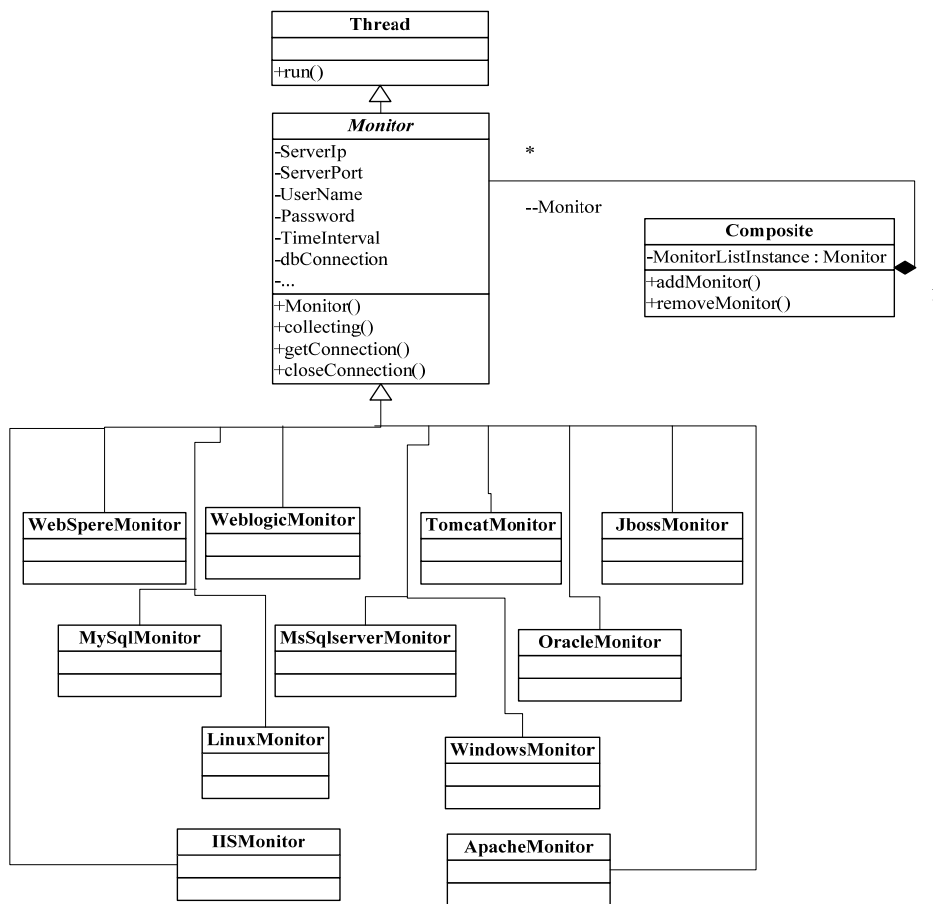 Thread
+run()
Monitor
-ServerIp
-ServerPort
-UserName
-Password
-TimeInterval
-dbConnection
-...
+Monitor()
+collecting()
+getConnection()
+closeConnection()
*
--Monitor
Composite
-MonitorListInstance : Monitor
+addMonitor()
+removeMonitor()
WebSpereMonitor
WeblogicMonitor
TomcatMonitor
JbossMonitor
MySqlMonitor
MsSqlserverMonitor
OracleMonitor
LinuxMonitor
WindowsMonitor
IISMonitor
ApacheMonitor